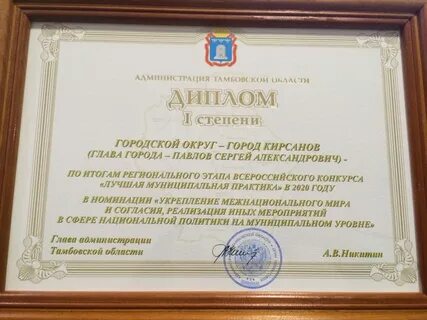 АДМИНИСТРАЦИЯ ТАМБОВСКОЙ ОБЛАСТИ
ДИПЛОМ
I степени
ГОРОДСКОЙ ОКРУГ – ГОРОД КИРСАНОВ
(ГЛАВА ГОРОДА – ПАВЛОВ СЕРГЕЙ АЛЕКСАНДРОВИЧ) -
ПО ИТОГАМ РЕГИОНАЛЬНОГО ЭТАПА ВСЕРОССИЙСКОГО КОНКУРСА
«ЛУЧШАЯ МУНИЦИПАЛЬНАЯ ПРАКТИКА» В 2020 ГОДУ
В НОМИНАЦИИ «УКРЕПЛЕНИЕ МЕЖНАЦИОНАЛЬНОГО МИРА
И СОГЛАСИЯ, РЕАЛИЗАЦИЯ ИНЫХ МЕРОПРИЯТИЙ
В СФЕРЕ НАЦИОНАЛЬНОЙ ПОЛИТИКИ НА МУНИЦИПАЛЬНОМ УРОВНЕ»
Глава администрации
Тамбовской области
А.В.Никитин